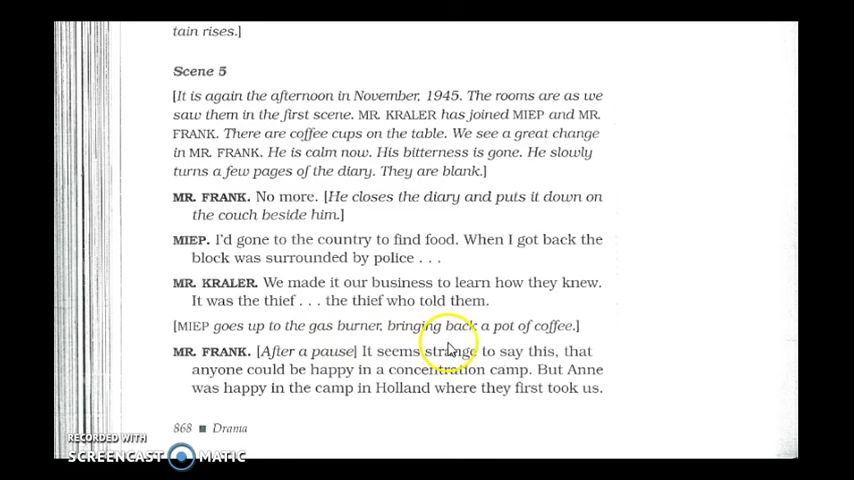 tain rises.]
Scene 5
[It is again the afternoon in November, 1945. The rooms are as we
saw them in the first scene. MR. KRALER has joined MIEP and MR.
FRANK. There are coffee cups on the table. We see a great change
in MR. FRANK. He is calm now. His bitterness is gone. He slowly
turns a few pages of the diary. They are blank.]
MR. FRANK. No more. [He closes the diary and puts it down on
the couch beside him.]
MIEP. I'd gone to the country to find food. When I got back the
block was surrounded by police . . .
MR. KRALER. We made it our business to learn how they knew.
It was the thief . . . the thief who told them.
[MIEP goes up to the gas burner, bringing back a pot of coffee.]
MR. FRANK. [After a pause] It seems strange to say this, that
anyone could be happy in a concentration camp. But Anne
was happy in the camp in Holland where they first took us.
868 ■ Drama
RECORDED WITH
SCREENCAST MATIC